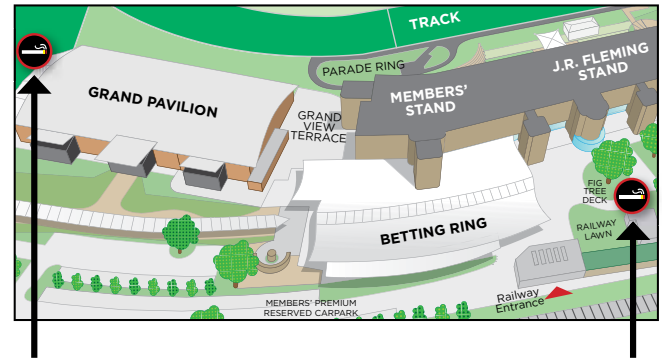 TRACK
PARADE RING
J.R. FLEMING
STAND
MEMBERS'
STAND
GRAND PAVILION
GRAND
VIEW
TERRACE
FIG
TREE
DECK
RAILWAY
LAWN
BETTING RING
Railway
Entrance
MEMBERS' PREMIUM
RESERVED CARPARK